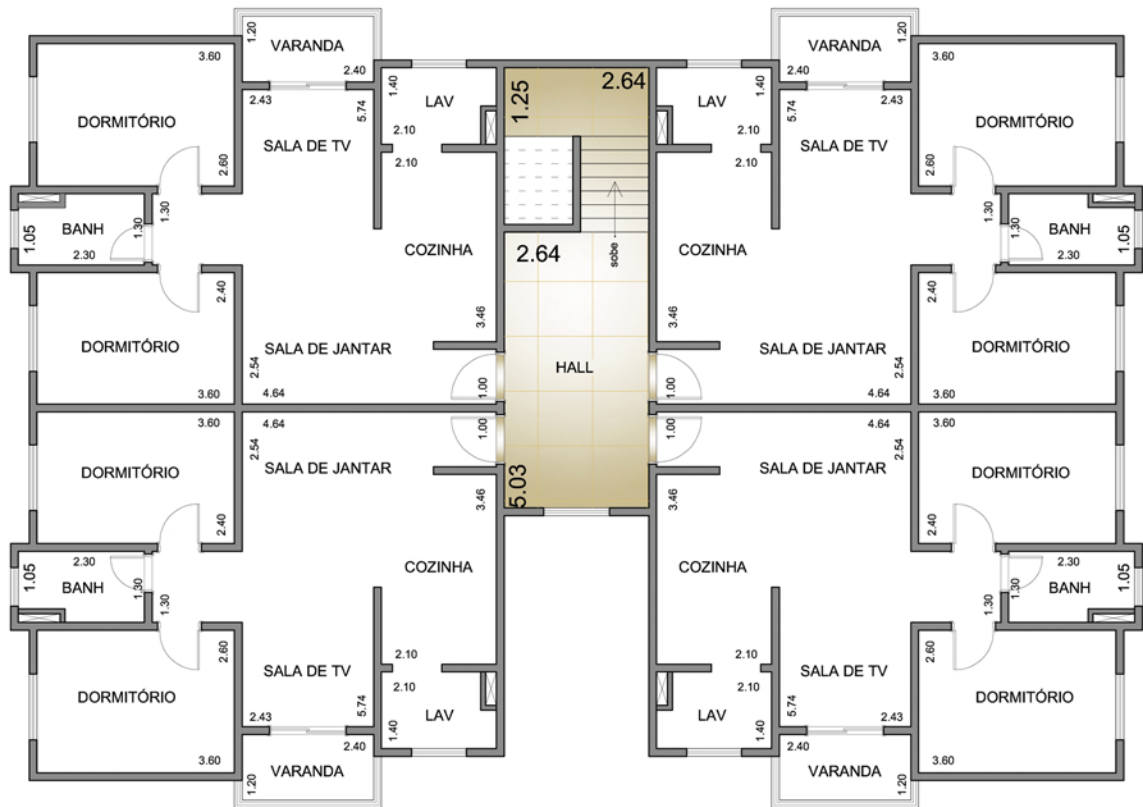 1.20
VARANDA
2.40
1.20
VARANDA
2.40
3.60
DORMITÓRIO
2.60
2.43
5.74
SALA DE TV
1.40
LAV
2.10
2.10
1.25
2.64
1.40
LAV
2.10
2.10
2.43
5.74
SALA DE TV
3.60
DORMITÓRIO
2.60
1.05
BANH
2.30
1.30
1.30
COZINHA
3.46
sobe
2.64
COZINHA
3.46
1.30
1.30
BANH
2.30
1.05
2.40
DORMITÓRIO
3.60
2.54
SALA DE JANTAR
4.64
1.00
HALL
1.00
SALA DE JANTAR
4.64
2.54
2.40
DORMITÓRIO
3.60
3.60
DORMITÓRIO
2.40
4.64
2.54
SALA DE JANTAR
1.00
3.46
5.03
1.00
3.46
4.64
2.54
SALA DE JANTAR
3.60
DORMITÓRIO
2.40
2.30
1.05
BANH
1.30
1.30
COZINHA
COZINHA
1.30
1.30
2.30
BANH
1.05
2.60
DORMITÓRIO
3.60
SALA DE TV
5.74
2.43
2.10
2.10
LAV
1.40
2.10
2.10
LAV
1.40
SALA DE TV
5.74
2.43
2.60
DORMITÓRIO
3.60
2.40
VARANDA
1.20
2.40
VARANDA
1.20